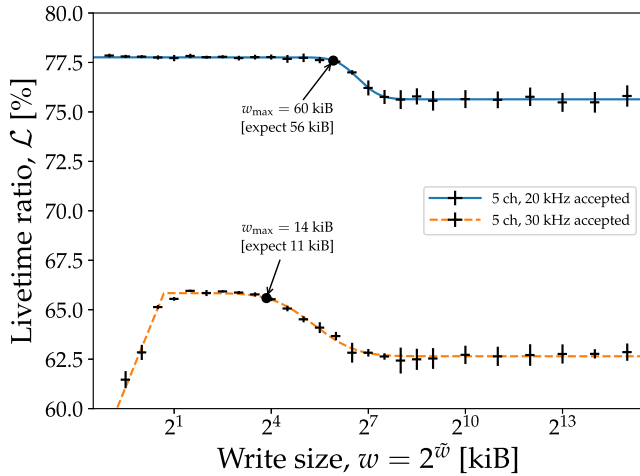 80.0
77.5
75.0
72.5
70.0
67.5
65.0
62.5
60.0
Livetime ratio, ℒ [%]
w_max = 60 kiB
[expect 56 kiB]
5 ch, 20 kHz accepted
5 ch, 30 kHz accepted
w_max = 14 kiB
[expect 11 kiB]
2^1 2^4 2^7 2^10 2^13
Write size, w = 2^w̃ [kiB]